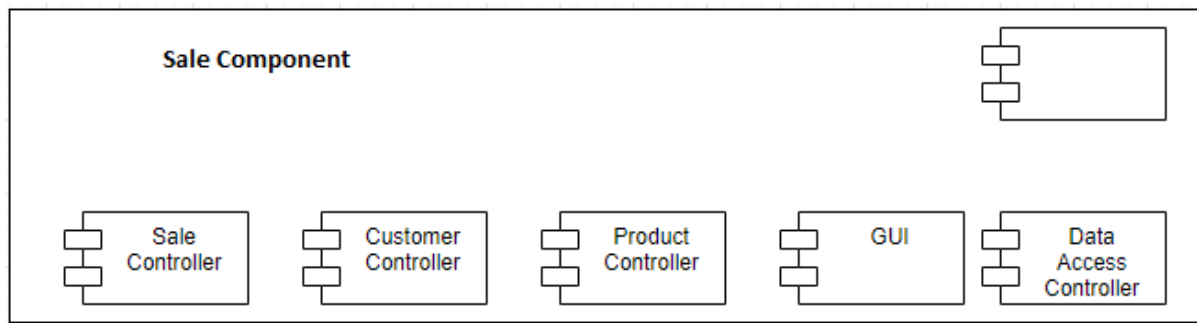 Sale Component
Sale
Controller
Customer
Controller
Product
Controller
GUI
Data
Access
Controller